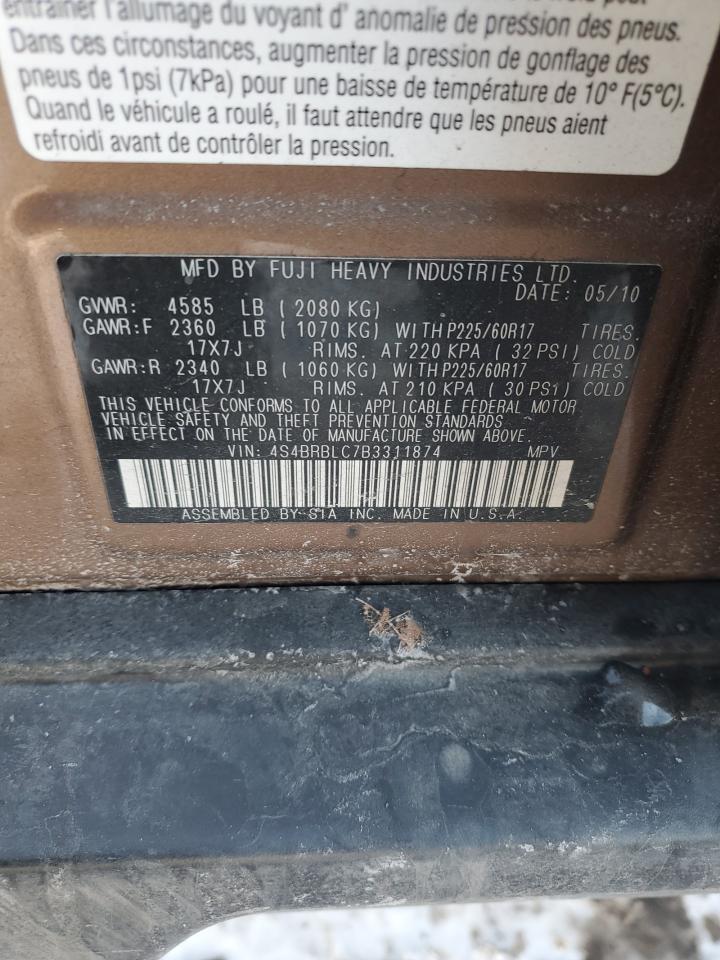 entraîner l'allumage du voyant d' anomalie de pression des pneus.
Dans ces circonstances, augmenter la pression de gonflage des
pneus de 1psi (7kPa) pour une baisse de température de 10° F(5°C).
Quand le véhicule a roulé, il faut attendre que les pneus aient
refroidi avant de contrôler la pression.
MFD BY FUJI HEAVY INDUSTRIES LTD.
DATE: 05/10
GVWR: 4585 LB ( 2080 KG)
GAWR:F 2360 LB ( 1070 KG) WITH P225/60R17 TIRES.
17X7J RIMS. AT 220 KPA ( 32 PSI) COLD
GAWR:R 2340 LB ( 1060 KG) WITH P225/60R17 TIRES.
17X7J RIMS. AT 210 KPA ( 30 PSI) COLD
THIS VEHICLE CONFORMS TO ALL APPLICABLE FEDERAL MOTOR
VEHICLE SAFETY AND THEFT PREVENTION STANDARDS
IN EFFECT ON THE DATE OF MANUFACTURE SHOWN ABOVE.
VIN: 4S4BRBLC7B3311874 MPV
ASSEMBLED BY SIA INC. MADE IN U.S.A.